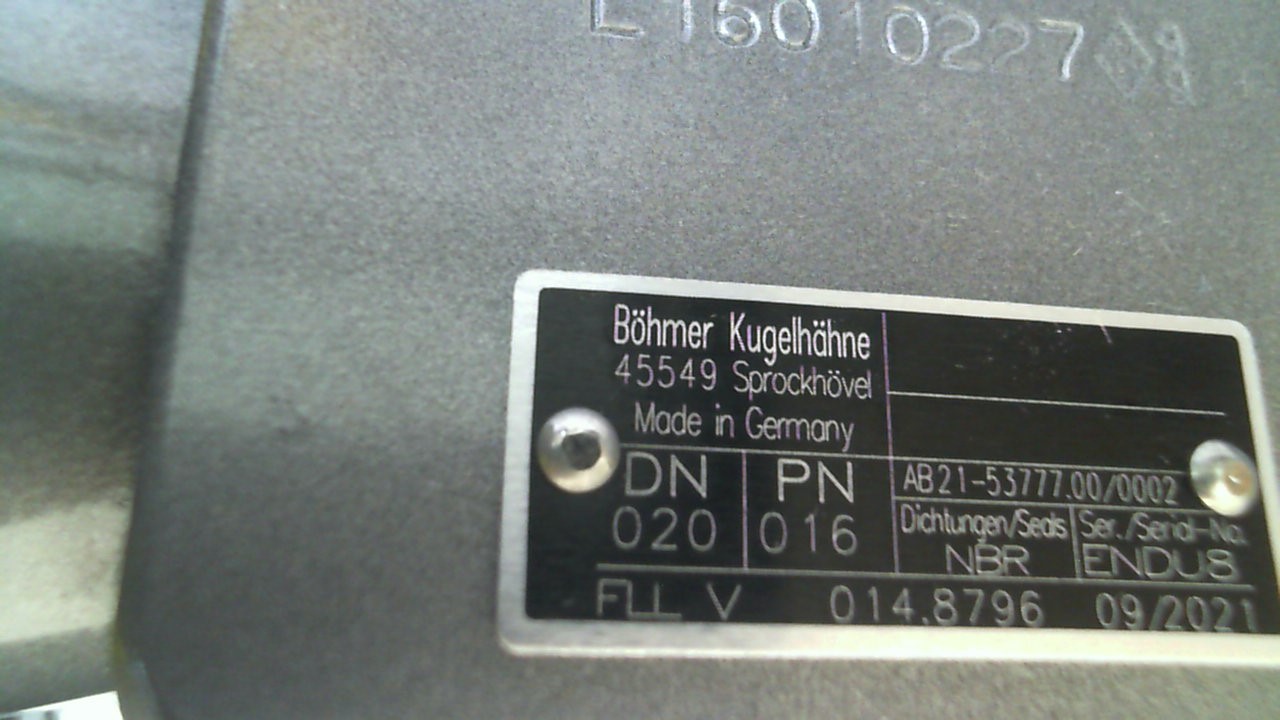 L16010227
Böhmer Kugelhähne
45549 Sprockhövel
Made in Germany
DN PN
020 016
AB21-53777.00/0002
Dichtungen/Seals Ser./Serial-No.
NBR ENDU8
FLL V 014.8796 09/2021